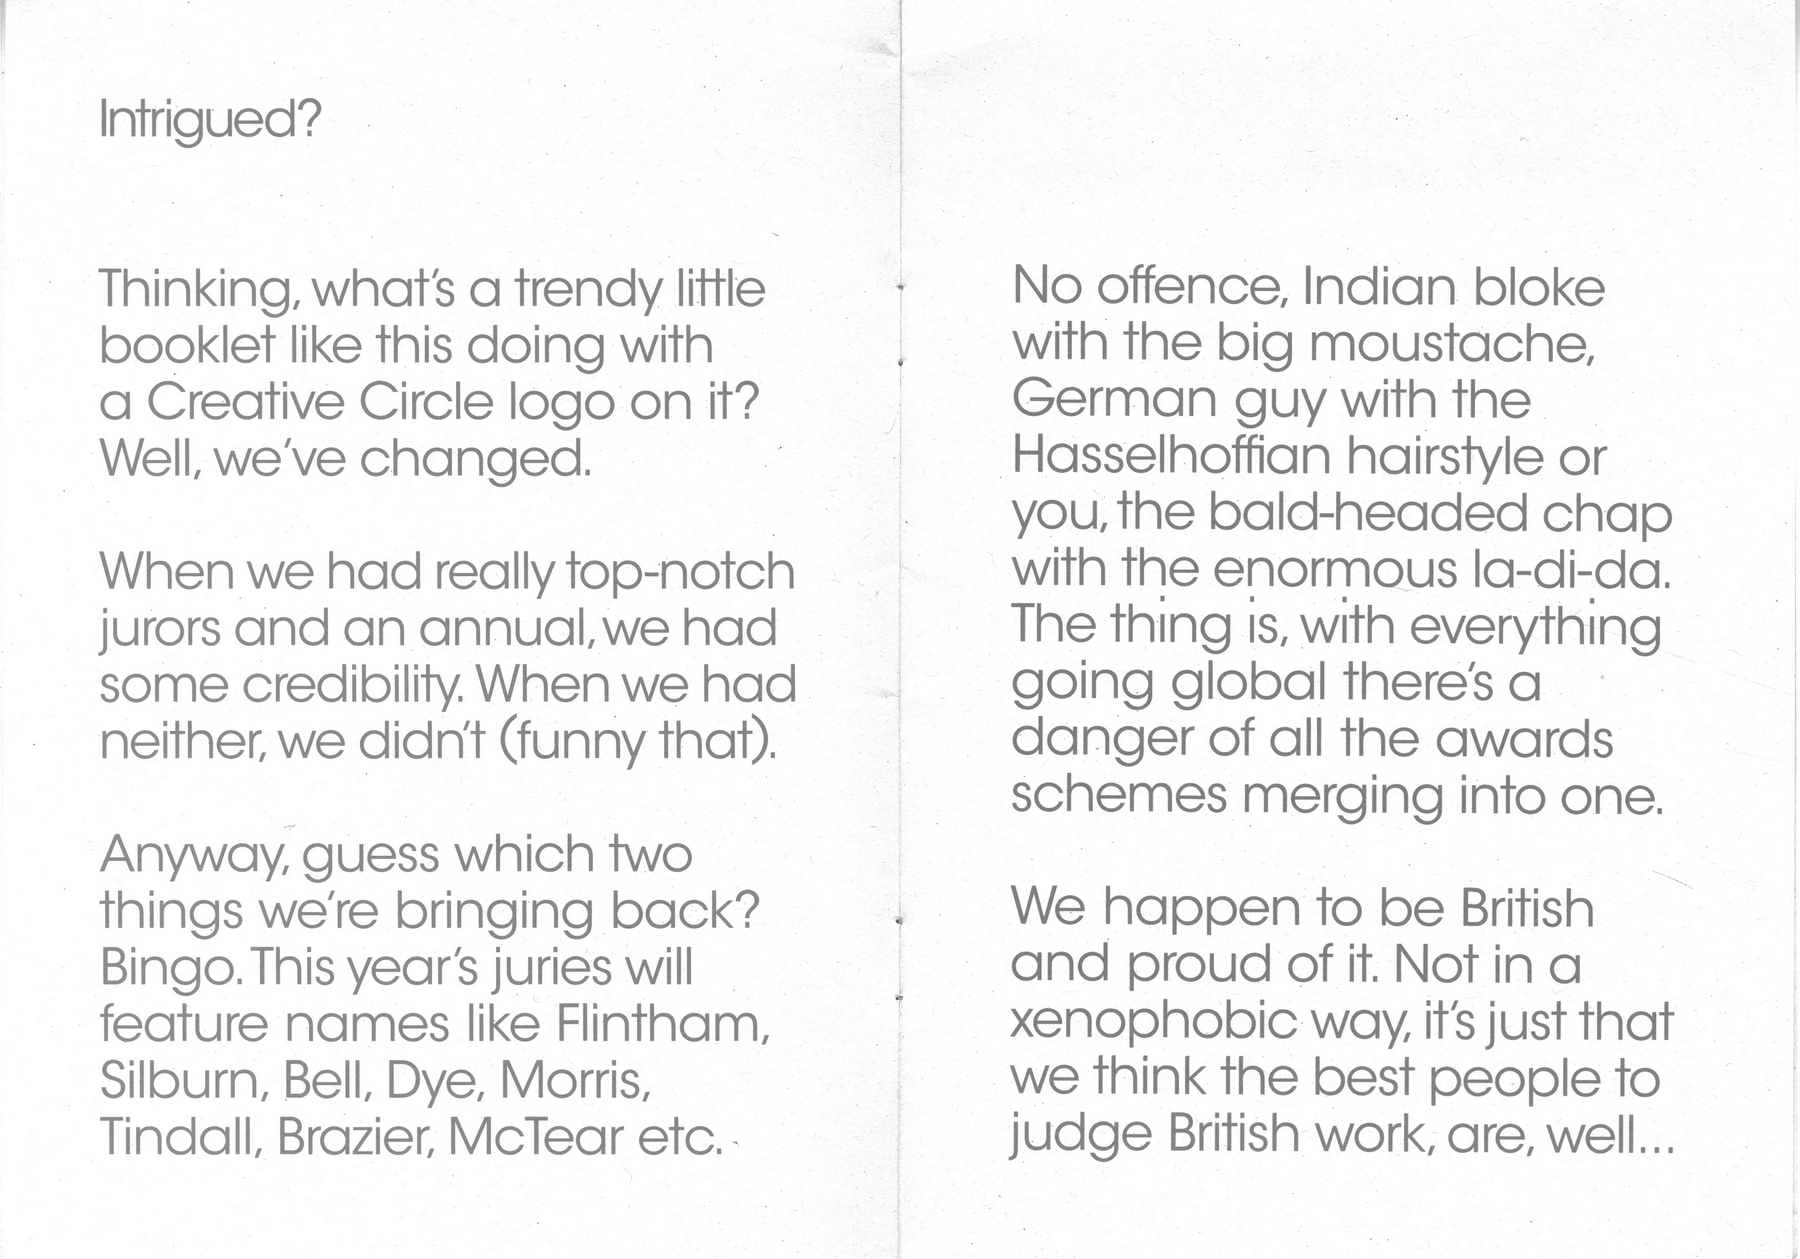 Intrigued?
Thinking, what's a trendy little
booklet like this doing with
a Creative Circle logo on it?
Well, we've changed.
When we had really top-notch
jurors and an annual, we had
some credibility. When we had
neither, we didn't (funny that).
Anyway, guess which two
things we're bringing back?
Bingo. This year's juries will
feature names like Flintham,
Silburn, Bell, Dye, Morris,
Tindall, Brazier, McTear etc.
No offence, Indian bloke
with the big moustache,
German guy with the
Hasselhoffian hairstyle or
you, the bald-headed chap
with the enormous la-di-da.
The thing is, with everything
going global there's a
danger of all the awards
schemes merging into one.
We happen to be British
and proud of it. Not in a
xenophobic way, it's just that
we think the best people to
judge British work, are, well...